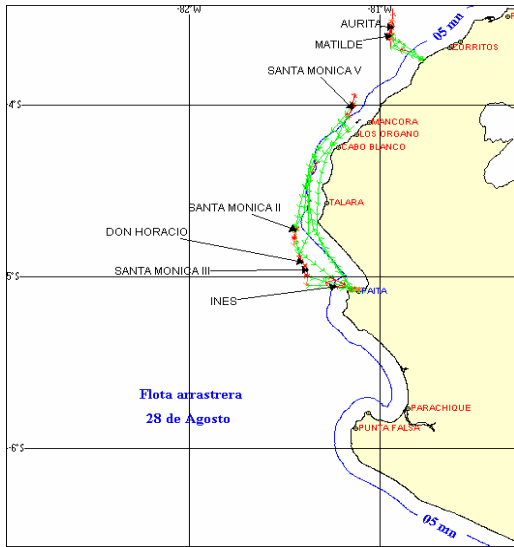 -82°W
-81°W
AURITA
MATILDE
05 mn
ZORRITOS
SANTA MONICA V
-4°S
MANCORA
LOS ORGANO
CABO BLANCO
SANTA MONICA II
TALARA
DON HORACIO
SANTA MONICA III
-5°S
INES
PAITA
Flota arrastrera
28 de Agosto
PARACHIQUE
PUNTA FALSA
-6°S
05 mn